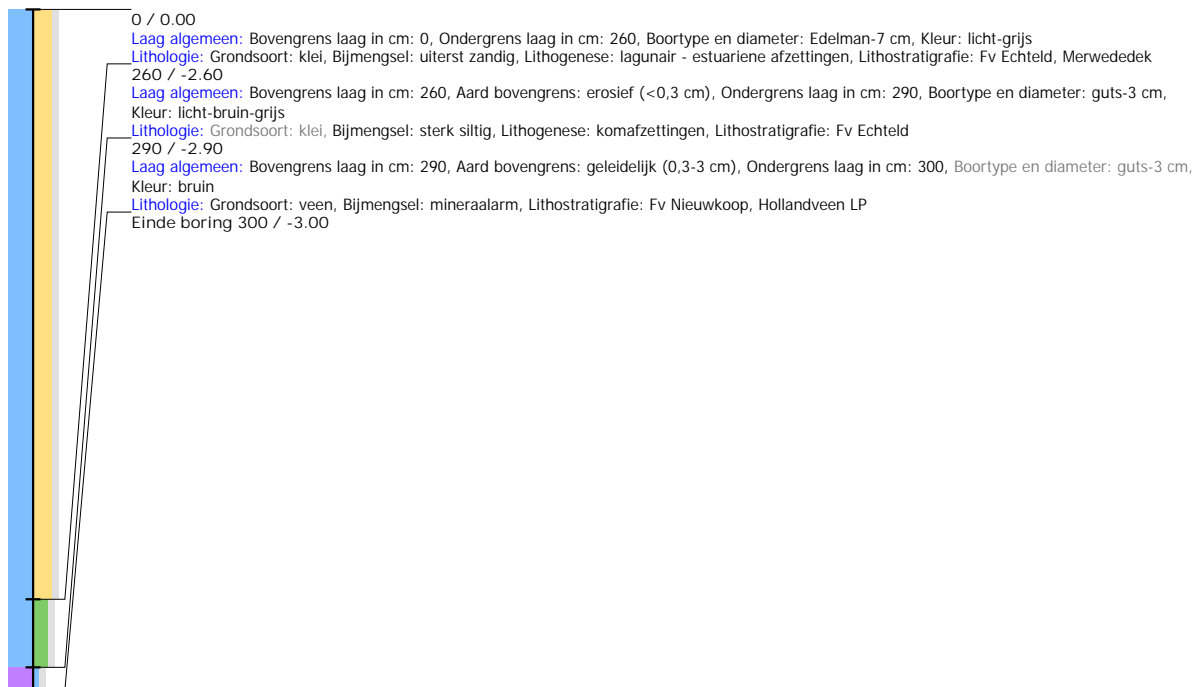 0 / 0.00
Laag algemeen: Bovengrens laag in cm: 0, Ondergrens laag in cm: 260, Boortype en diameter: Edelman-7 cm, Kleur: licht-grijs
Lithologie: Grondsoort: klei, Bijmengsel: uiterst zandig, Lithogenese: lagunair - estuariene afzettingen, Lithostratigrafie: Fv Echteld, Merwededek
260 / -2.60
Laag algemeen: Bovengrens laag in cm: 260, Aard bovengrens: erosief (<0,3 cm), Ondergrens laag in cm: 290, Boortype en diameter: guts-3 cm,
Kleur: licht-bruin-grijs
Lithologie: Grondsoort: klei, Bijmengsel: sterk siltig, Lithogenese: komafzettingen, Lithostratigrafie: Fv Echteld
290 / -2.90
Laag algemeen: Bovengrens laag in cm: 290, Aard bovengrens: geleidelijk (0,3-3 cm), Ondergrens laag in cm: 300, Boortype en diameter: guts-3 cm,
Kleur: bruin
Lithologie: Grondsoort: veen, Bijmengsel: mineraalarm, Lithostratigrafie: Fv Nieuwkoop, Hollandveen LP
Einde boring 300 / -3.00